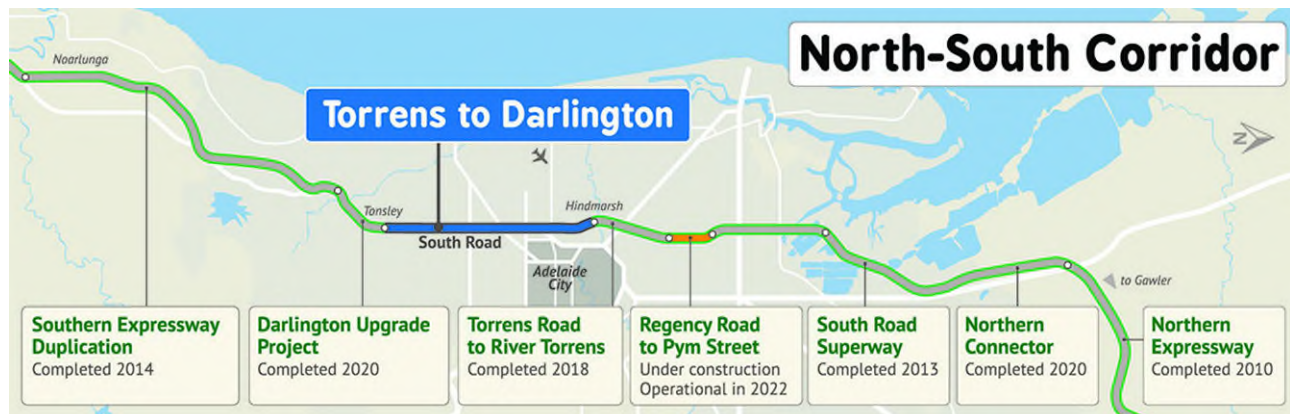 North-South Corridor
Noarlunga
Torrens to Darlington
N
Tonsley
Hindmarsh
South Road
Adelaide
City
to Gawler
Southern Expressway
Duplication
Completed 2014
Darlington Upgrade
Project
Completed 2020
Torrens Road
to River Torrens
Completed 2018
Regency Road
to Pym Street
Under construction
Operational in 2022
South Road
Superway
Completed 2013
Northern
Connector
Completed 2020
Northern
Expressway
Completed 2010